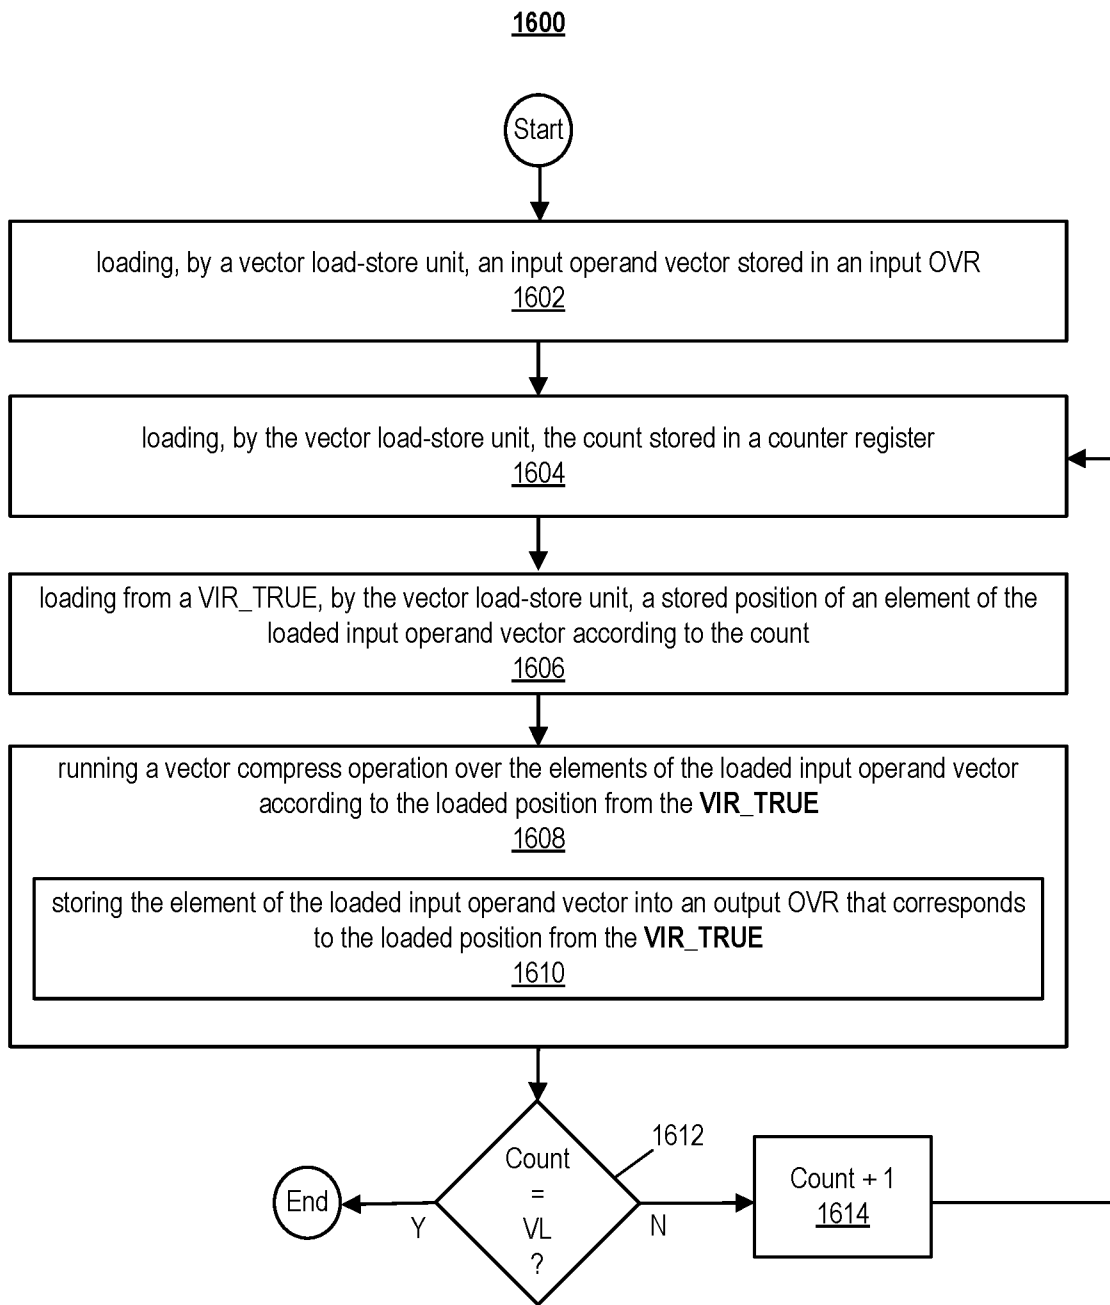 1600
Start
loading, by a vector load-store unit, an input operand vector stored in an input OVR
1602
loading, by the vector load-store unit, the count stored in a counter register
1604
loading from a VIR_TRUE, by the vector load-store unit, a stored position of an element of the
loaded input operand vector according to the count
1606
running a vector compress operation over the elements of the loaded input operand vector
according to the loaded position from the VIR_TRUE
1608
storing the element of the loaded input operand vector into an output OVR that corresponds
to the loaded position from the VIR_TRUE
1610
Count
=
VL
?
1612
Y
N
End
Count + 1
1614